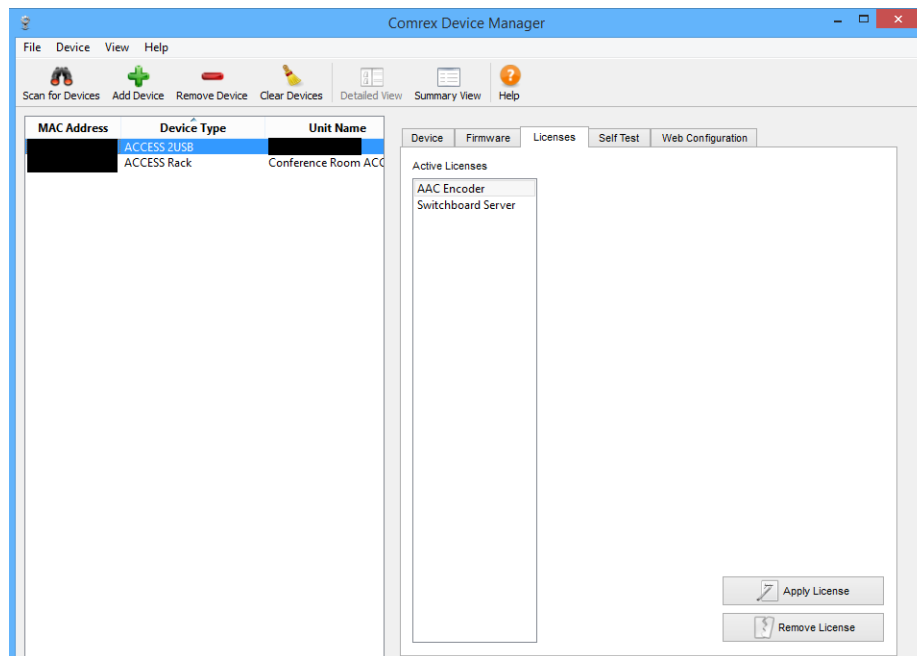 Comrex Device Manager
File Device View Help
Scan for Devices Add Device Remove Device Clear Devices Detailed View Summary View Help
MAC Address Device Type Unit Name
ACCESS 2USB
ACCESS Rack Conference Room ACC
Device Firmware Licenses Self Test Web Configuration
Active Licenses
AAC Encoder
Switchboard Server
Apply License
Remove License